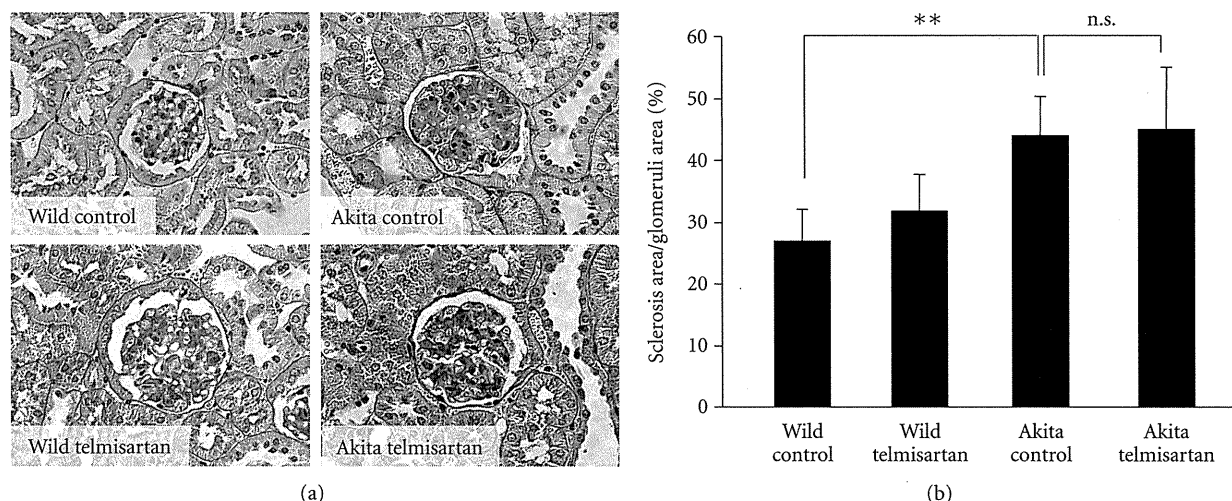 Wild control
Akita control
Wild telmisartan
Akita telmisartan
(a)
** n.s.
60
50
40
30
20
10
0
Sclerosis area/glomeruli area (%)
Wild control
Wild telmisartan
Akita control
Akita telmisartan
(b)